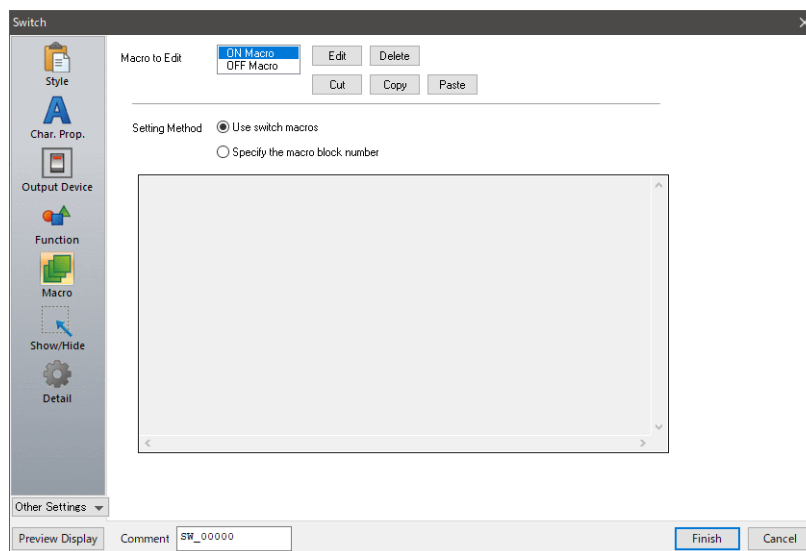 Switch
Style
Char. Prop.
Output Device
Function
Macro
Show/Hide
Detail
Other Settings
Macro to Edit
ON Macro
OFF Macro
Edit
Delete
Cut
Copy
Paste
Setting Method
Use switch macros
Specify the macro block number
Preview Display
Comment
SW_00000
Finish
Cancel